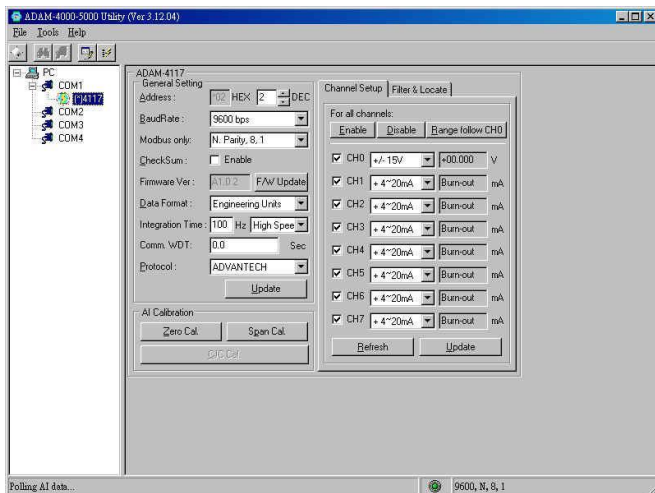 ADAM-4000-5000 Utility (Ver 3.12.04)
File Tools Help
PC
COM1
[*]4117
COM2
COM3
COM4
ADAM-4117
General Setting
Address : *02 HEX 2 DEC
BaudRate : 9600 bps
Modbus only: N. Parity, 8, 1
CheckSum : Enable
Firmware Ver : A1.0 2 F/W Update
Data Format : Engineering Units
Integration Time : 100 Hz High Spee
Comm. WDT: 0.0 Sec
Protocol : ADVANTECH
Update
AI Calibration
Zero Cal. Span Cal.
CJC Cal.
Channel Setup Filter & Locate
For all channels:
Enable Disable Range follow CH0
CH0 +/- 15V +00.000 V
CH1 + 4~20mA Burn-out mA
CH2 + 4~20mA Burn-out mA
CH3 + 4~20mA Burn-out mA
CH4 + 4~20mA Burn-out mA
CH5 + 4~20mA Burn-out mA
CH6 + 4~20mA Burn-out mA
CH7 + 4~20mA Burn-out mA
Refresh Update
Polling AI data... 9600, N, 8, 1